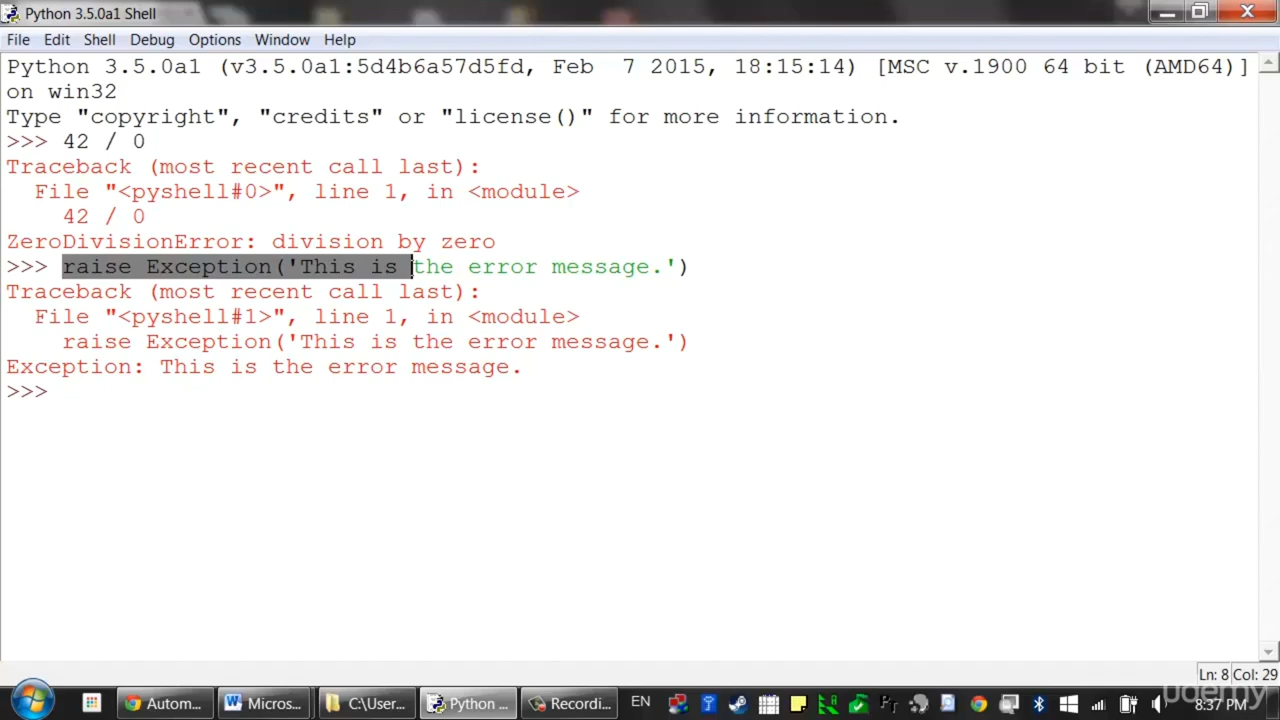 Python 3.5.0a1 Shell
File Edit Shell Debug Options Window Help
Python 3.5.0a1 (v3.5.0a1:5d4b6a57d5fd, Feb  7 2015, 18:15:14) [MSC v.1900 64 bit (AMD64)]
on win32
Type "copyright", "credits" or "license()" for more information.
>>> 42 / 0
Traceback (most recent call last):
  File "<pyshell#0>", line 1, in <module>
    42 / 0
ZeroDivisionError: division by zero
>>> raise Exception('This is the error message.')
Traceback (most recent call last):
  File "<pyshell#1>", line 1, in <module>
    raise Exception('This is the error message.')
Exception: This is the error message.
>>>
Ln: 8 Col: 29
Autom... Micros... C:\User... Python ... Recordi... EN 8:37 PM
udemy